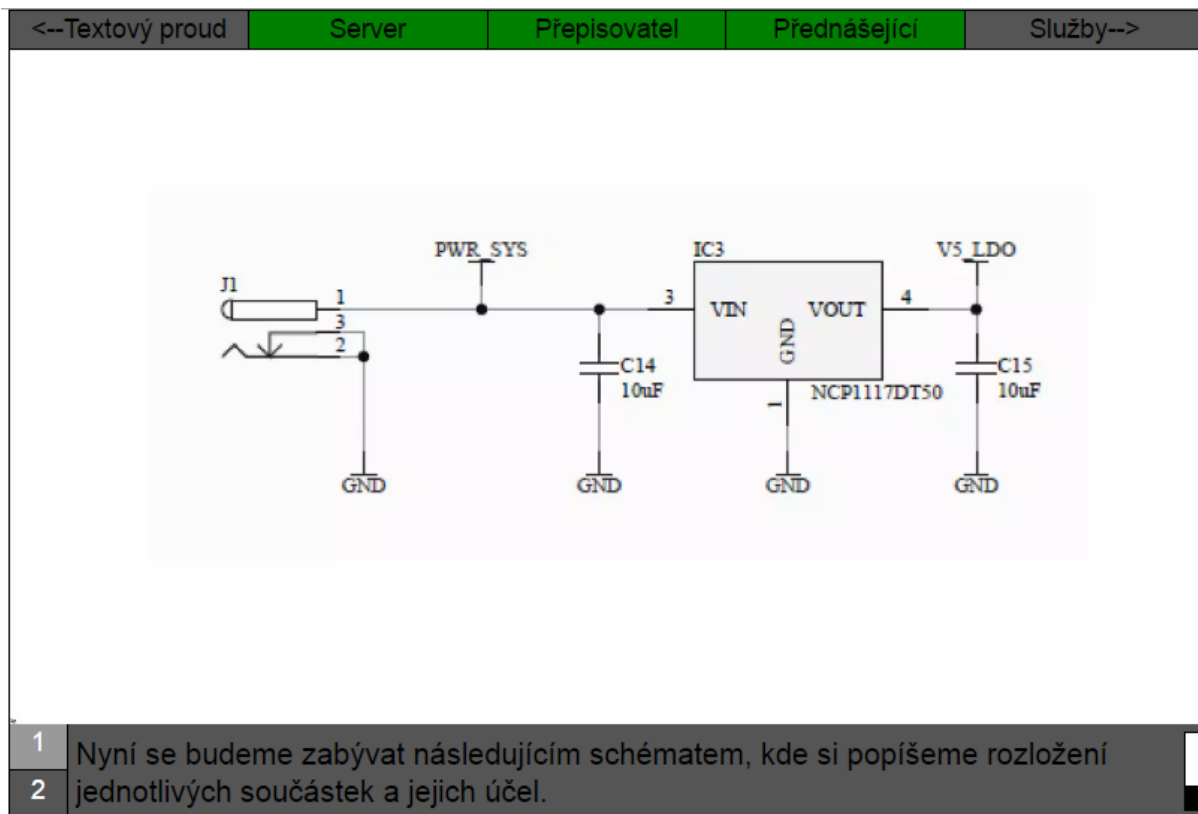 <--Textový proud Server Přepisovatel Přednášející Služby-->
PWR_SYS IC3 V5_LDO
J1
1 3 VIN VOUT 4
3
2 GND
C14 C15
10uF 1 NCP1117DT50 10uF
GND GND GND GND
1 Nyní se budeme zabývat následujícím schématem, kde si popíšeme rozložení
2 jednotlivých součástek a jejich účel.